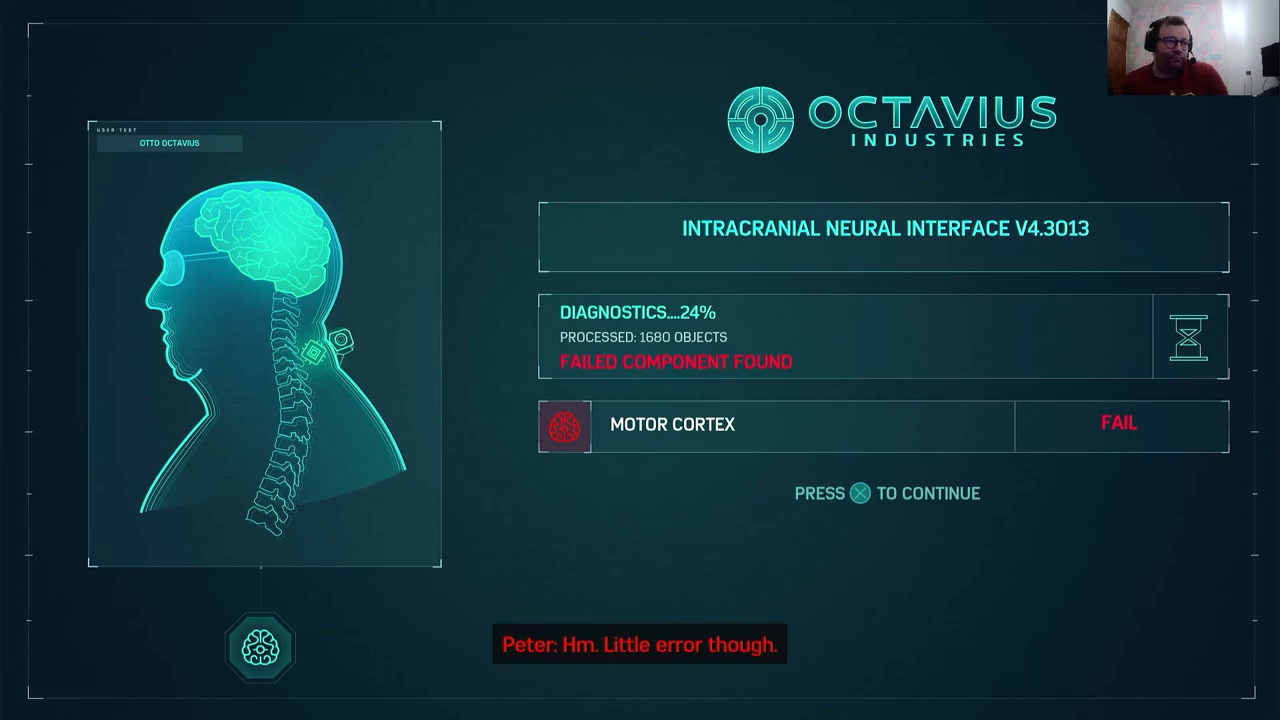 USER TEST
OTTO OCTAVIUS
OCTAVIUS
INDUSTRIES
INTRACRANIAL NEURAL INTERFACE V4.3013
DIAGNOSTICS....24%
PROCESSED: 1680 OBJECTS
FAILED COMPONENT FOUND
MOTOR CORTEX
FAIL
PRESS TO CONTINUE
Peter: Hm. Little error though.